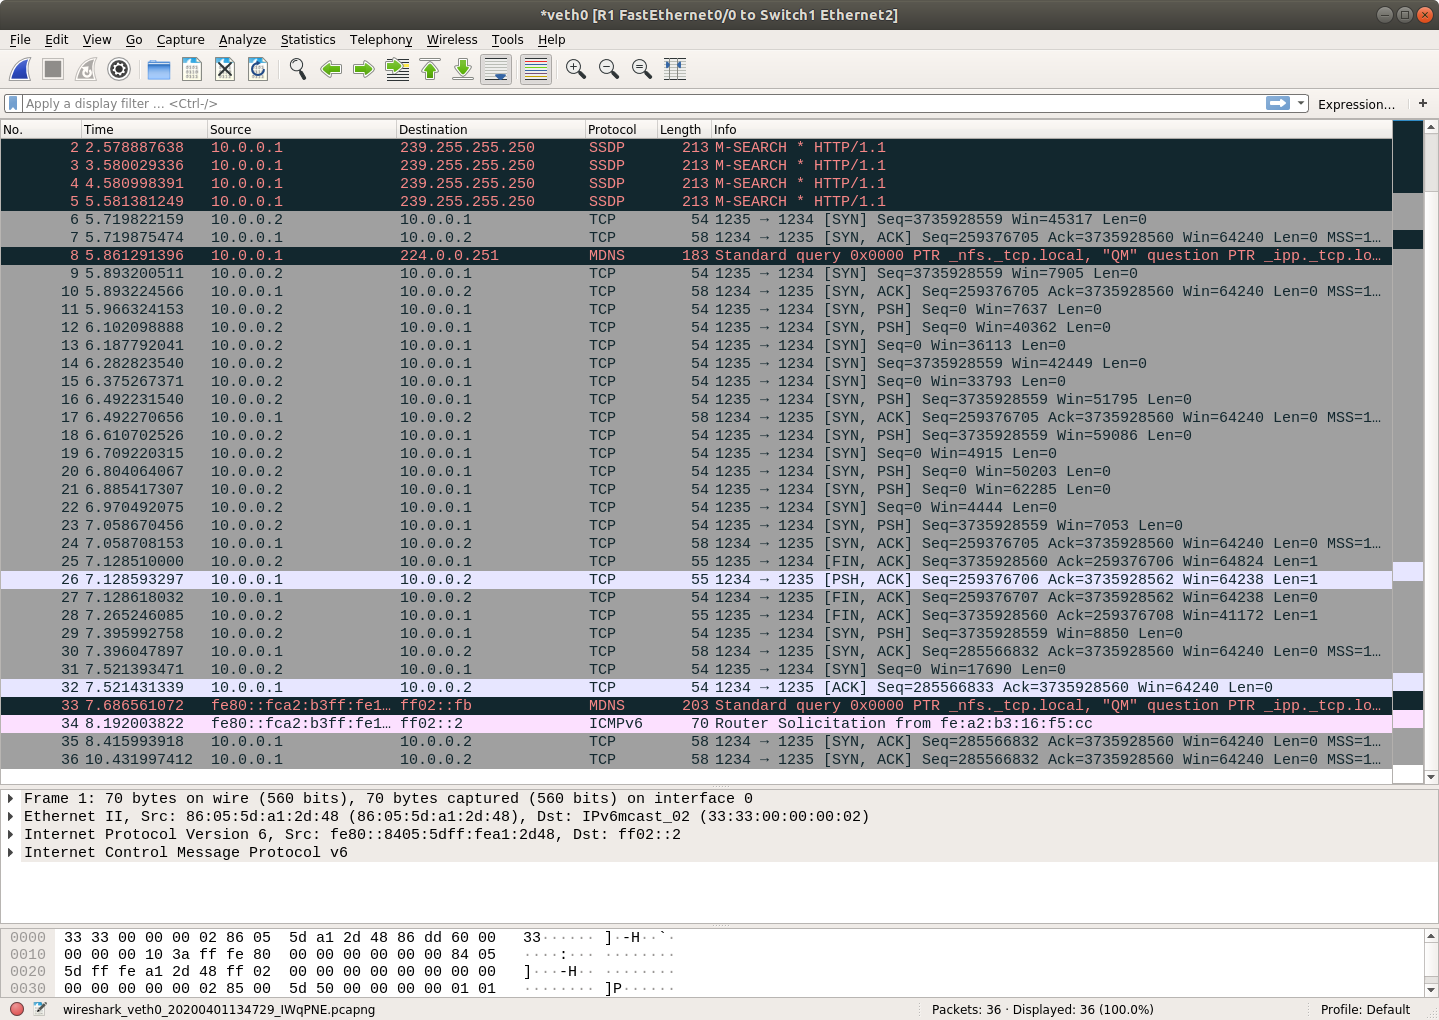 *veth0 [R1 FastEthernet0/0 to Switch1 Ethernet2]
File Edit View Go Capture Analyze Statistics Telephony Wireless Tools Help
Apply a display filter ... <Ctrl-/> Expression... +
No. Time Source Destination Protocol Length Info
2 2.578887638 10.0.0.1 239.255.255.250 SSDP 213 M-SEARCH * HTTP/1.1
3 3.580029336 10.0.0.1 239.255.255.250 SSDP 213 M-SEARCH * HTTP/1.1
4 4.580998391 10.0.0.1 239.255.255.250 SSDP 213 M-SEARCH * HTTP/1.1
5 5.581381249 10.0.0.1 239.255.255.250 SSDP 213 M-SEARCH * HTTP/1.1
6 5.719822159 10.0.0.2 10.0.0.1 TCP 54 1235 → 1234 [SYN] Seq=3735928559 Win=45317 Len=0
7 5.719875474 10.0.0.1 10.0.0.2 TCP 58 1234 → 1235 [SYN, ACK] Seq=259376705 Ack=3735928560 Win=64240 Len=0 MSS=1…
8 5.861291396 10.0.0.1 224.0.0.251 MDNS 183 Standard query 0x0000 PTR _nfs._tcp.local, "QM" question PTR _ipp._tcp.lo…
9 5.893200511 10.0.0.2 10.0.0.1 TCP 54 1235 → 1234 [SYN] Seq=3735928559 Win=7905 Len=0
10 5.893224566 10.0.0.1 10.0.0.2 TCP 58 1234 → 1235 [SYN, ACK] Seq=259376705 Ack=3735928560 Win=64240 Len=0 MSS=1…
11 5.966324153 10.0.0.2 10.0.0.1 TCP 54 1235 → 1234 [SYN, PSH] Seq=0 Win=7637 Len=0
12 6.102098888 10.0.0.2 10.0.0.1 TCP 54 1235 → 1234 [SYN, PSH] Seq=0 Win=40362 Len=0
13 6.187792041 10.0.0.2 10.0.0.1 TCP 54 1235 → 1234 [SYN] Seq=0 Win=36113 Len=0
14 6.282823540 10.0.0.2 10.0.0.1 TCP 54 1235 → 1234 [SYN] Seq=3735928559 Win=42449 Len=0
15 6.375267371 10.0.0.2 10.0.0.1 TCP 54 1235 → 1234 [SYN] Seq=0 Win=33793 Len=0
16 6.492231540 10.0.0.2 10.0.0.1 TCP 54 1235 → 1234 [SYN, PSH] Seq=3735928559 Win=51795 Len=0
17 6.492270656 10.0.0.1 10.0.0.2 TCP 58 1234 → 1235 [SYN, ACK] Seq=259376705 Ack=3735928560 Win=64240 Len=0 MSS=1…
18 6.610702526 10.0.0.2 10.0.0.1 TCP 54 1235 → 1234 [SYN, PSH] Seq=3735928559 Win=59086 Len=0
19 6.709220315 10.0.0.2 10.0.0.1 TCP 54 1235 → 1234 [SYN] Seq=0 Win=4915 Len=0
20 6.804064067 10.0.0.2 10.0.0.1 TCP 54 1235 → 1234 [SYN, PSH] Seq=0 Win=50203 Len=0
21 6.885417307 10.0.0.2 10.0.0.1 TCP 54 1235 → 1234 [SYN, PSH] Seq=0 Win=62285 Len=0
22 6.970492075 10.0.0.2 10.0.0.1 TCP 54 1235 → 1234 [SYN] Seq=0 Win=4444 Len=0
23 7.058670456 10.0.0.2 10.0.0.1 TCP 54 1235 → 1234 [SYN, PSH] Seq=3735928559 Win=7053 Len=0
24 7.058708153 10.0.0.1 10.0.0.2 TCP 58 1234 → 1235 [SYN, ACK] Seq=259376705 Ack=3735928560 Win=64240 Len=0 MSS=1…
25 7.128510000 10.0.0.2 10.0.0.1 TCP 55 1235 → 1234 [FIN, ACK] Seq=3735928560 Ack=259376706 Win=64824 Len=1
26 7.128593297 10.0.0.1 10.0.0.2 TCP 55 1234 → 1235 [PSH, ACK] Seq=259376706 Ack=3735928562 Win=64238 Len=1
27 7.128618032 10.0.0.1 10.0.0.2 TCP 54 1234 → 1235 [FIN, ACK] Seq=259376707 Ack=3735928562 Win=64238 Len=0
28 7.265246085 10.0.0.2 10.0.0.1 TCP 55 1235 → 1234 [FIN, ACK] Seq=3735928560 Ack=259376708 Win=41172 Len=1
29 7.395992758 10.0.0.2 10.0.0.1 TCP 54 1235 → 1234 [SYN, PSH] Seq=3735928559 Win=8850 Len=0
30 7.396047897 10.0.0.1 10.0.0.2 TCP 58 1234 → 1235 [SYN, ACK] Seq=285566832 Ack=3735928560 Win=64240 Len=0 MSS=1…
31 7.521393471 10.0.0.2 10.0.0.1 TCP 54 1235 → 1234 [SYN] Seq=0 Win=17690 Len=0
32 7.521431339 10.0.0.1 10.0.0.2 TCP 54 1234 → 1235 [ACK] Seq=285566833 Ack=3735928560 Win=64240 Len=0
33 7.686561072 fe80::fca2:b3ff:fe1… ff02::fb MDNS 203 Standard query 0x0000 PTR _nfs._tcp.local, "QM" question PTR _ipp._tcp.lo…
34 8.192003822 fe80::fca2:b3ff:fe1… ff02::2 ICMPv6 70 Router Solicitation from fe:a2:b3:16:f5:cc
35 8.415993918 10.0.0.1 10.0.0.2 TCP 58 1234 → 1235 [SYN, ACK] Seq=285566832 Ack=3735928560 Win=64240 Len=0 MSS=1…
36 10.431997412 10.0.0.1 10.0.0.2 TCP 58 1234 → 1235 [SYN, ACK] Seq=285566832 Ack=3735928560 Win=64240 Len=0 MSS=1…
Frame 1: 70 bytes on wire (560 bits), 70 bytes captured (560 bits) on interface 0
Ethernet II, Src: 86:05:5d:a1:2d:48 (86:05:5d:a1:2d:48), Dst: IPv6mcast_02 (33:33:00:00:00:02)
Internet Protocol Version 6, Src: fe80::8405:5dff:fea1:2d48, Dst: ff02::2
Internet Control Message Protocol v6
0000 33 33 00 00 00 02 86 05 5d a1 2d 48 86 dd 60 00 33······ ]·-H··`·
0010 00 00 00 10 3a ff fe 80 00 00 00 00 00 00 84 05 ····:··· ········
0020 5d ff fe a1 2d 48 ff 02 00 00 00 00 00 00 00 00 ]···-H·· ········
0030 00 00 00 00 00 02 85 00 5d 50 00 00 00 00 01 01 ········ ]P······
wireshark_veth0_20200401134729_IWqPNE.pcapng Packets: 36 · Displayed: 36 (100.0%) Profile: Default